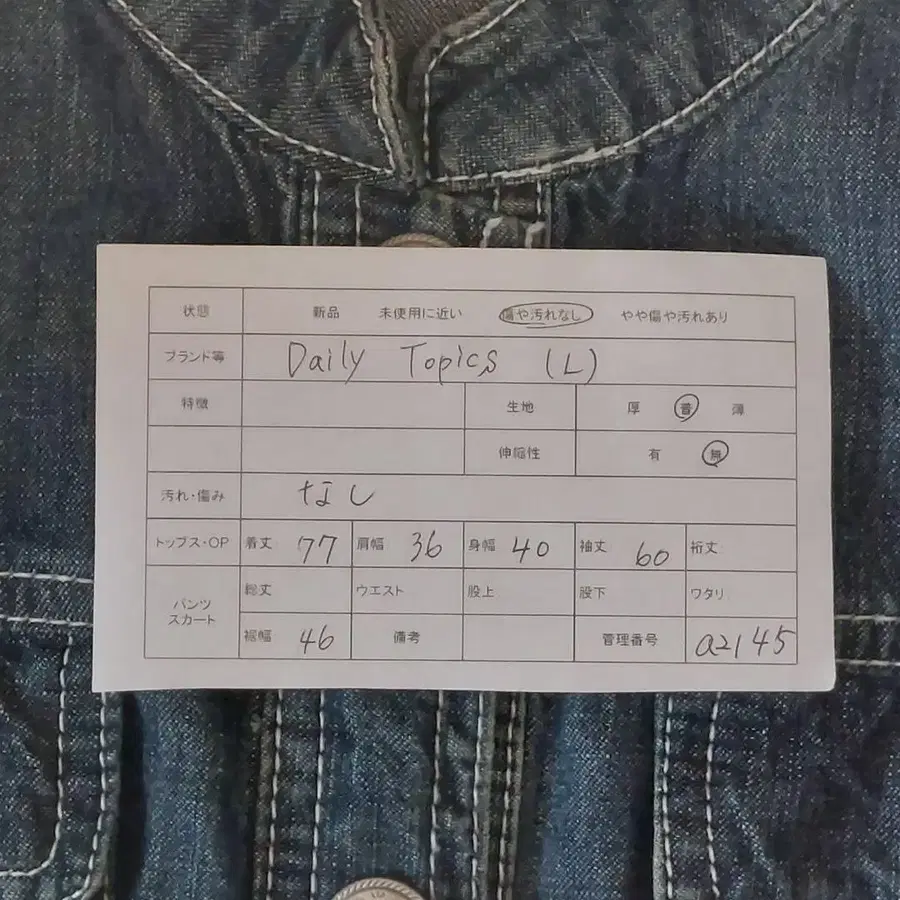 状態 新品 未使用に近い 傷や汚れなし やや傷や汚れあり
ブランド等 Daily Topics (L)
特徴 生地 厚 普 薄
伸縮性 有 無
汚れ・傷み なし
トップス・OP 着丈 77 肩幅 36 身幅 40 袖丈 60 裄丈
パンツ スカート 総丈 ウエスト 股上 股下 ワタリ
裾幅 46 備考 管理番号 a2145